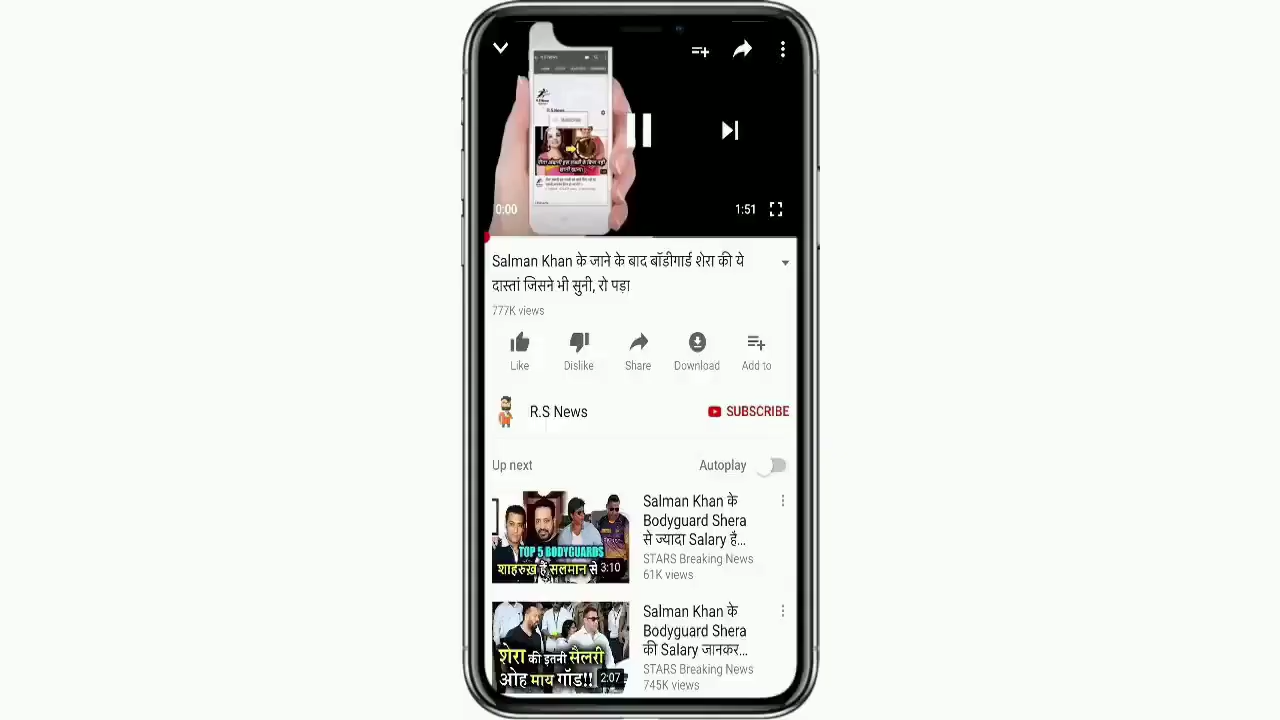 0:00
1:51
Salman Khan के जाने के बाद बॉडीगार्ड शेरा की ये
दास्तां जिसने भी सुनी, रो पड़ा
777K views
Like Dislike Share Download Add to
R.S News
SUBSCRIBE
Up next
Autoplay
TOP 5 BODYGUARDS
शाहरुख़ हैं सलमान से
3:10
Salman Khan के
Bodyguard Shera
से ज्यादा Salary है...
STARS Breaking News
61K views
शेरा की इतनी सैलरी
ओह माय गॉड!!
2:07
Salman Khan के
Bodyguard Shera
की Salary जानकर...
STARS Breaking News
745K views